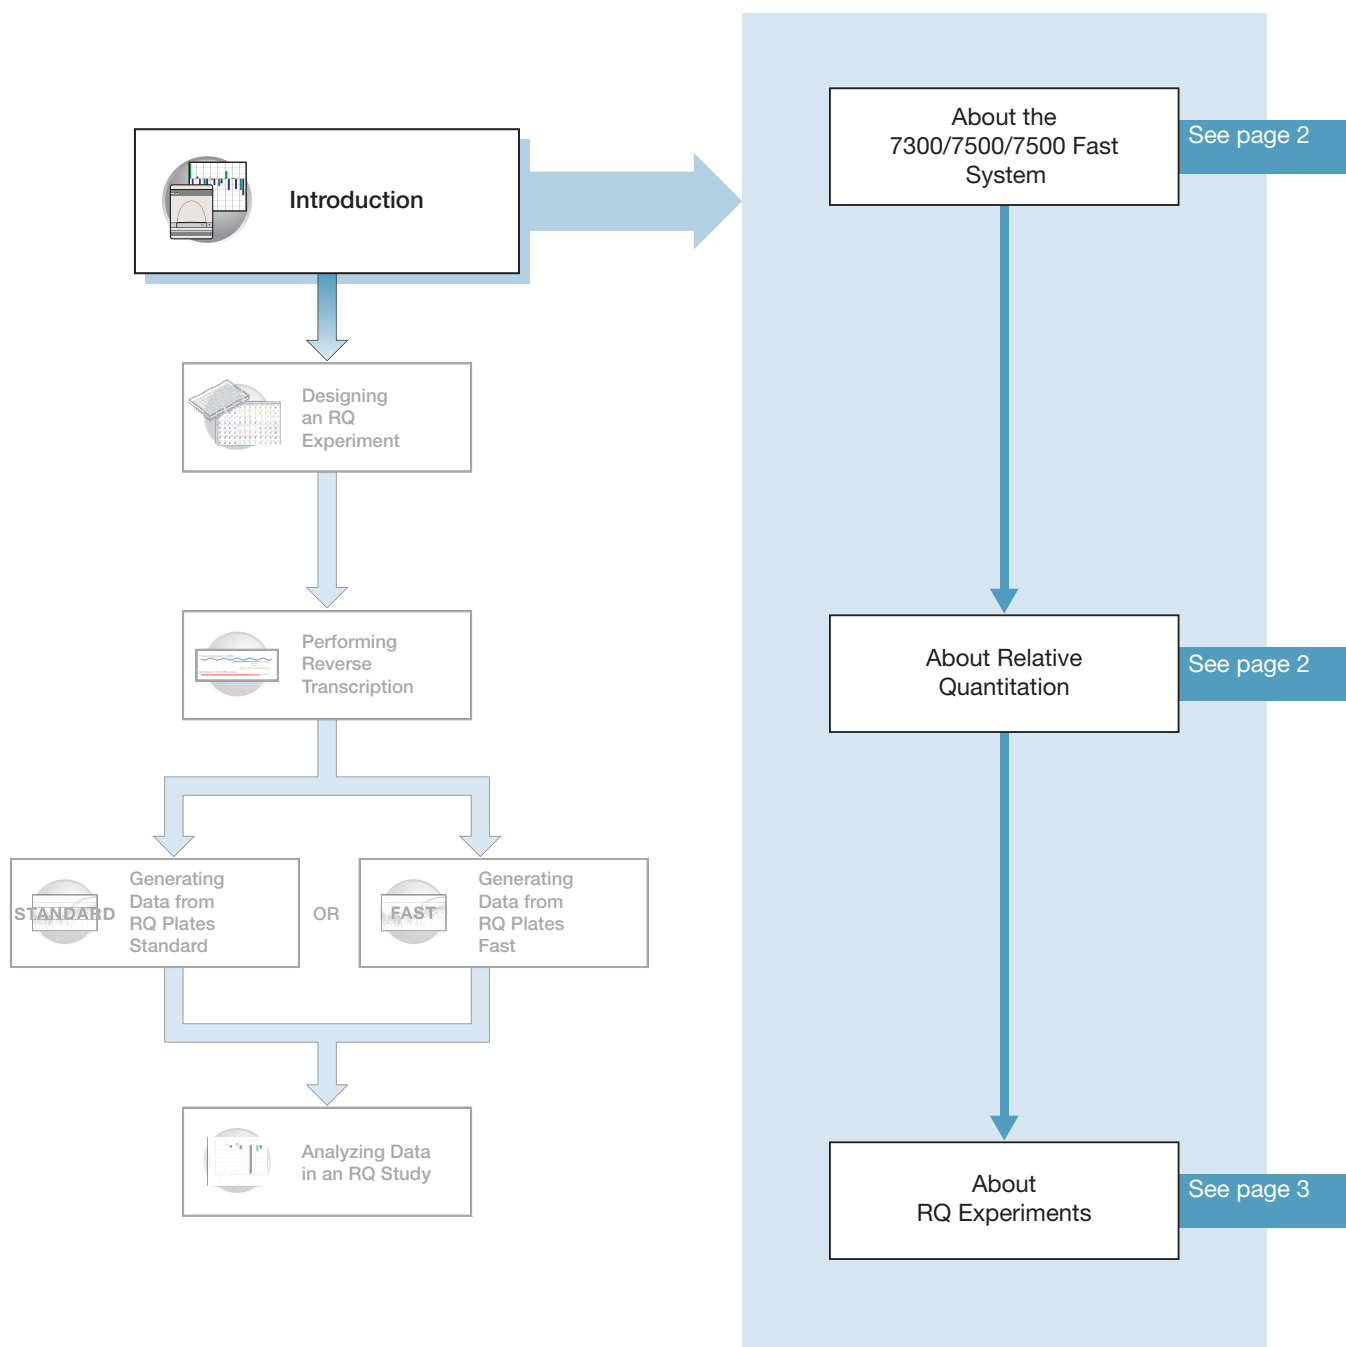 Introduction
Designing
an RQ
Experiment
Performing
Reverse
Transcription
STANDARD
Generating
Data from
RQ Plates
Standard
OR
FAST
Generating
Data from
RQ Plates
Fast
Analyzing Data
in an RQ Study
About the
7300/7500/7500 Fast
System
See page 2
About Relative
Quantitation
See page 2
About
RQ Experiments
See page 3